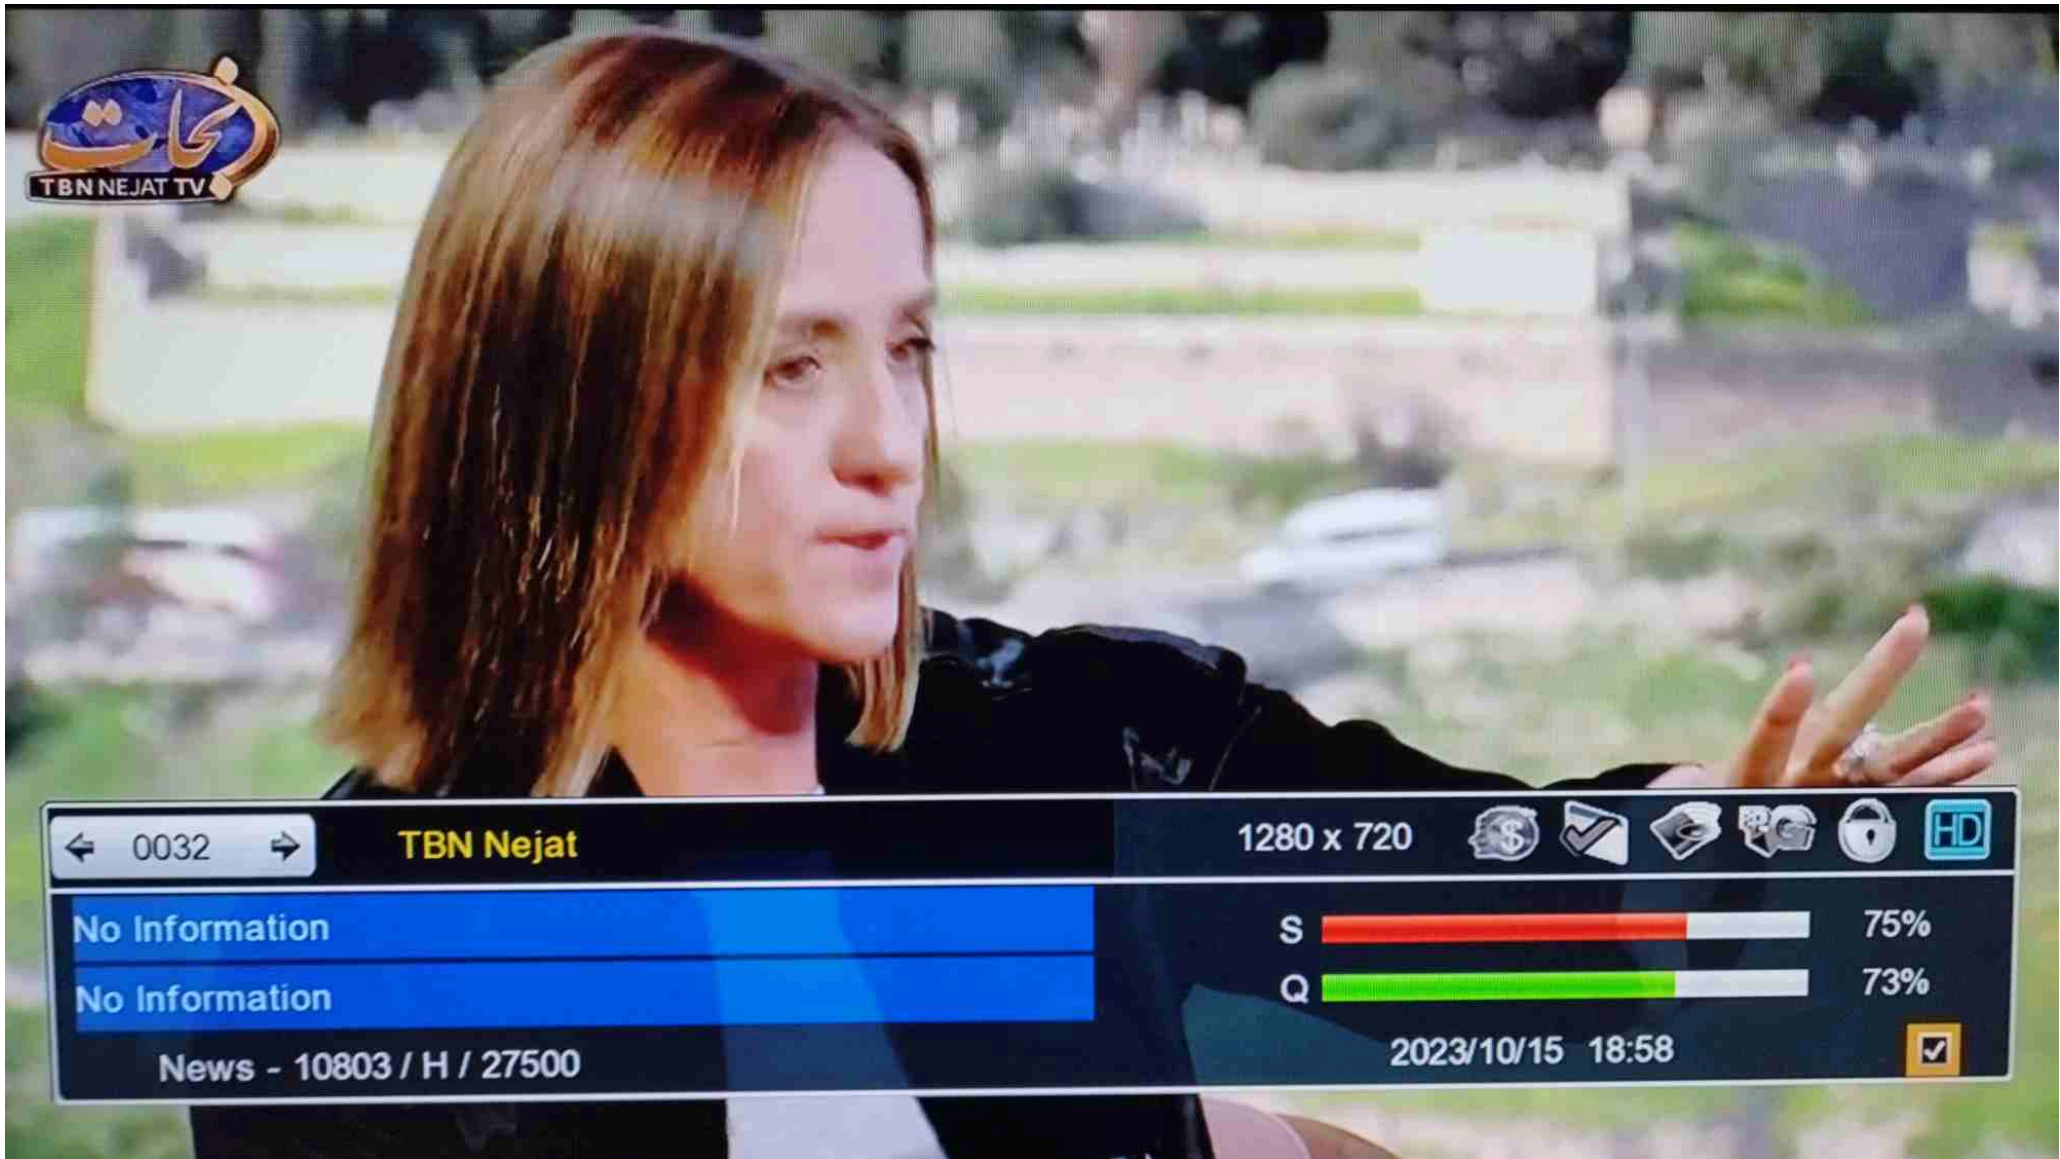 نجات
TBN NEJAT TV
0032
TBN Nejat
1280 x 720
HD
No Information
S
75%
No Information
Q
73%
News - 10803 / H / 27500
2023/10/15 18:58